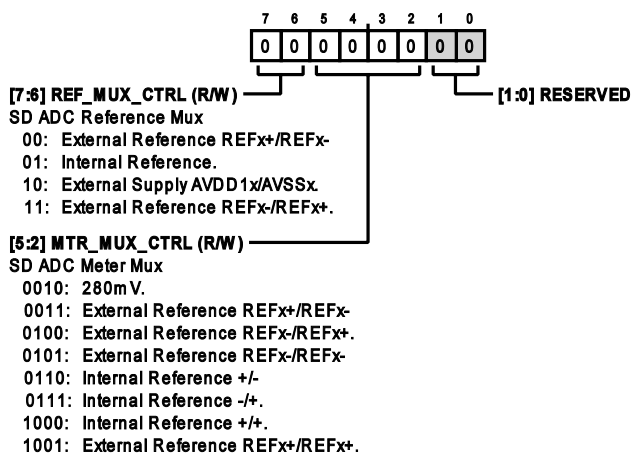 7 6 5 4 3 2 1 0
0 0 0 0 0 0 0 0
[7:6] REF_MUX_CTRL (R/W)
[1:0] RESERVED
SD ADC Reference Mux
00: External Reference REFx+/REFx-
01: Internal Reference.
10: External Supply AVDD1x/AVSSx.
11: External Reference REFx-/REFx+.
[5:2] MTR_MUX_CTRL (R/W)
SD ADC Meter Mux
0010: 280mV.
0011: External Reference REFx+/REFx-
0100: External Reference REFx-/REFx+.
0101: External Reference REFx-/REFx-
0110: Internal Reference +/-
0111: Internal Reference -/+.
1000: Internal Reference +/+.
1001: External Reference REFx+/REFx+.